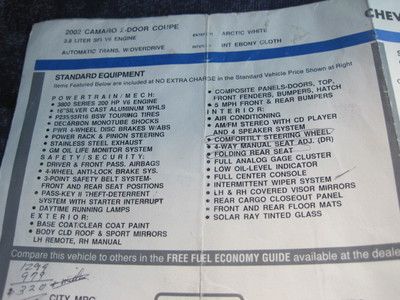 2002 CAMARO 2-DOOR COUPE
3.8 LITER SFI V6 ENGINE
AUTOMATIC TRANS. W/OVERDRIVE
ARCTIC WHITE
INT EBONY CLOTH
CHEV
STANDARD EQUIPMENT
Items Featured Below are Included at NO EXTRA CHARGE in the Standard Vehicle Price Shown at Right
POWERTRAIN/MECH:
• 3800 SERIES 200 HP V6 ENGINE
• 16"SILVER CAST ALUMINUM WHLS
• P235/55R16 BSW TOURING TIRES
• DECARBON MONOTUBE SHOCKS
• PWR 4-WHEEL DISC BRAKES W/ABS
• POWER RACK & PINION STEERING
• STAINLESS STEEL EXHAUST
• GM OIL LIFE MONITOR SYSTEM
SAFETY/SECURITY:
• DRIVER & FRONT PASS. AIRBAGS
• 4-WHEEL ANTI-LOCK BRAKE SYS.
• 3-POINT SAFETY BELT SYSTEM-
FRONT AND REAR SEAT POSITIONS
• PASS-KEY II THEFT-DETERRENT
SYSTEM WITH STARTER INTERRUPT
• DAYTIME RUNNING LAMPS
EXTERIOR:
• BASE COAT/CLEAR COAT PAINT
• BODY CLD ROOF & SPORT MIRRORS
LH REMOTE, RH MANUAL
• COMPOSITE PANELS-DOORS, TOP,
FRONT FENDERS, BUMPERS, HATCH
• 5 MPH FRONT & REAR BUMPERS
INTERIOR:
• AIR CONDITIONING
• AM/FM STEREO WITH CD PLAYER
AND 4 SPEAKER SYSTEM
• COMFORTILT STEERING WHEEL
• 4-WAY MANUAL SEAT ADJ. (DR)
• FOLDING REAR SEAT
• FULL ANALOG GAGE CLUSTER
• LOW OIL-LEVEL INDICATOR
• FULL CENTER CONSOLE
• INTERMITTENT WIPER SYSTEM
• LH & RH COVERED VISOR MIRRORS
• REAR CARGO CLOSEOUT PANEL
• FRONT AND REAR FLOOR MATS
• SOLAR RAY TINTED GLASS
Compare this vehicle to others in the FREE FUEL ECONOMY GUIDE available at the deale
CITY MPG